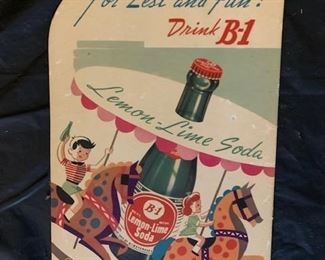 For Zest and Fun!
Drink B-1
Lemon-Lime Soda
B-1
Lemon-Lime
Soda